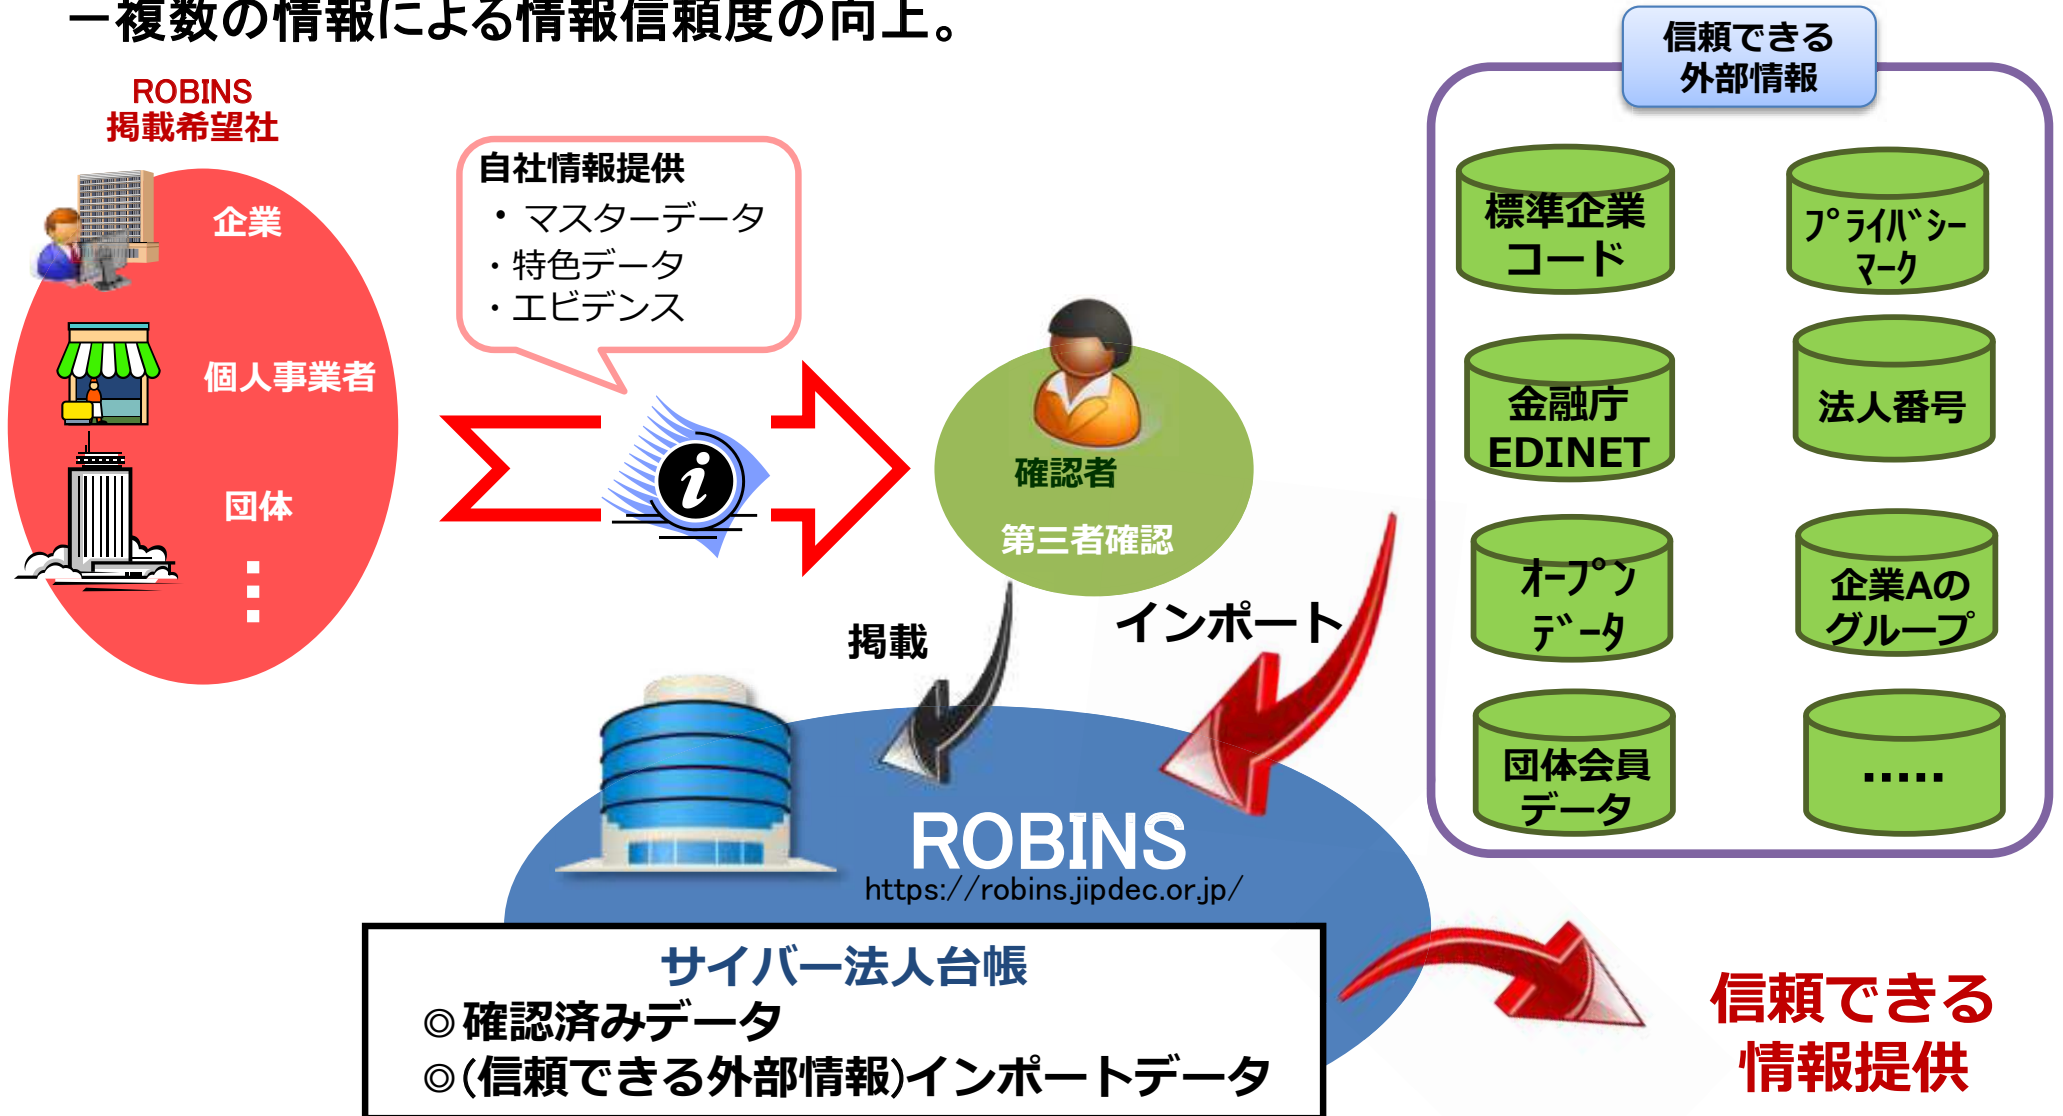 －複数の情報による情報信頼度の向上。
ROBINS
掲載希望社
企業
個人事業者
団体
自社情報提供
・マスターデータ
・特色データ
・エビデンス
確認者
第三者確認
掲載
インポート
信頼できる
外部情報
標準企業
コード
ﾌﾟﾗｲﾊﾞｼｰ
ﾏｰｸ
金融庁
EDINET
法人番号
ｵｰﾌﾟﾝ
ﾃﾞｰﾀ
企業Aの
グループ
団体会員
データ
.....
ROBINS
https://robins.jipdec.or.jp/
サイバー法人台帳
◎確認済みデータ
◎(信頼できる外部情報)インポートデータ
信頼できる
情報提供